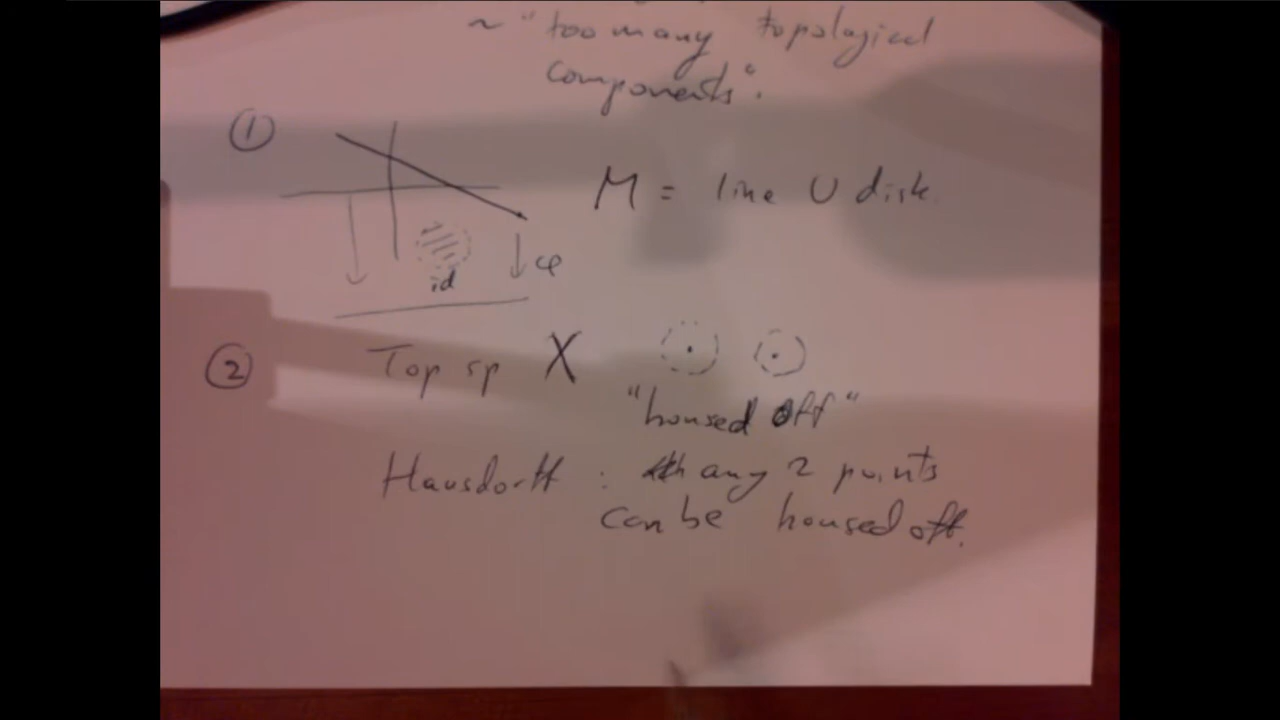 ~ "too many topological
components".
① M = line ∪ disk.
φ
id
② Top sp X
"housed off"
Hausdorff : any 2 points
can be housed off.